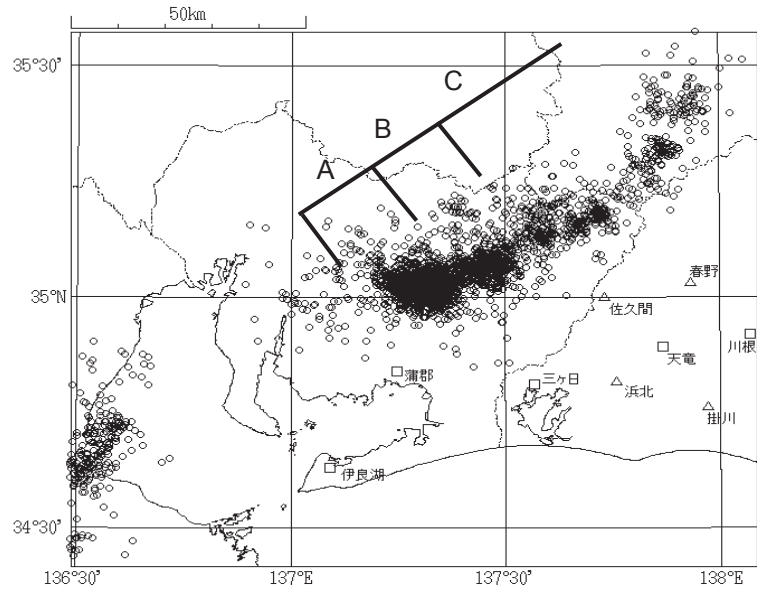 50km
35°30'
C
B
A
春野
35°N
佐久間
川根
天竜
蒲郡
三ヶ日
浜北
掛川
伊良湖
34°30'
136°30'
137°E
137°30'
138°E